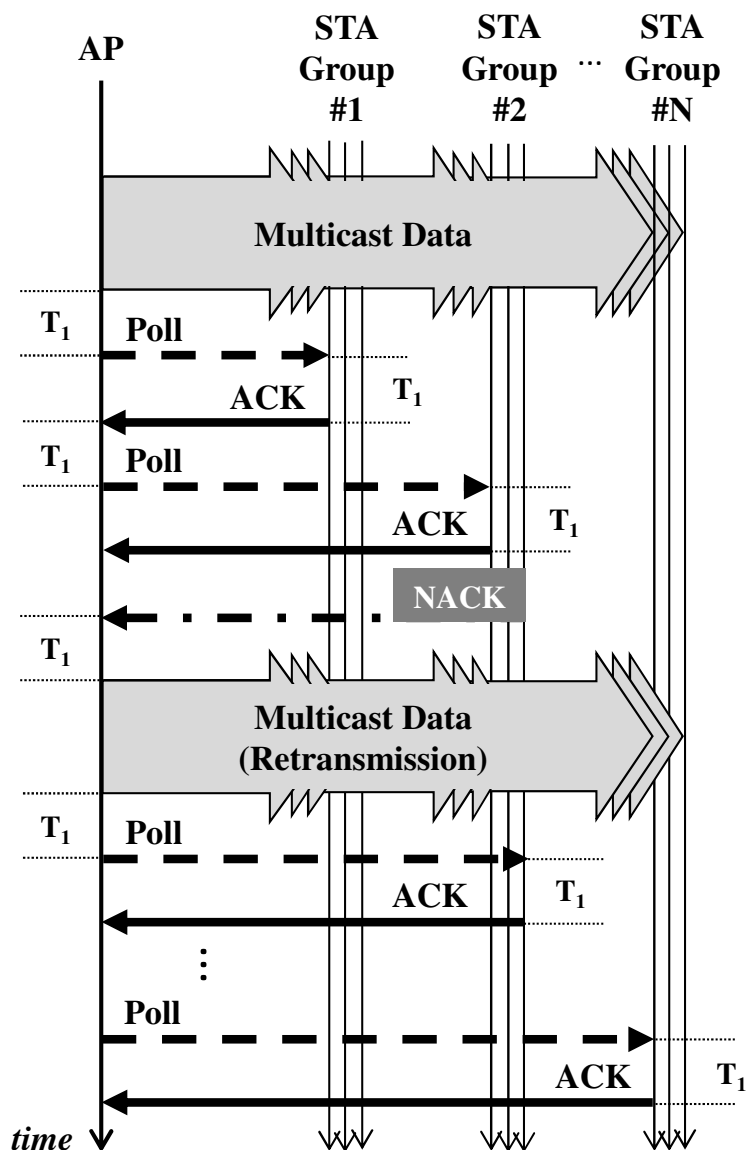 AP
STA
Group
#1
STA
Group
#2
...
STA
Group
#N
Multicast Data
T1
Poll
ACK
T1
T1
Poll
ACK
T1
NACK
T1
Multicast Data
(Retransmission)
T1
Poll
ACK
T1
⋮
Poll
ACK
T1
time